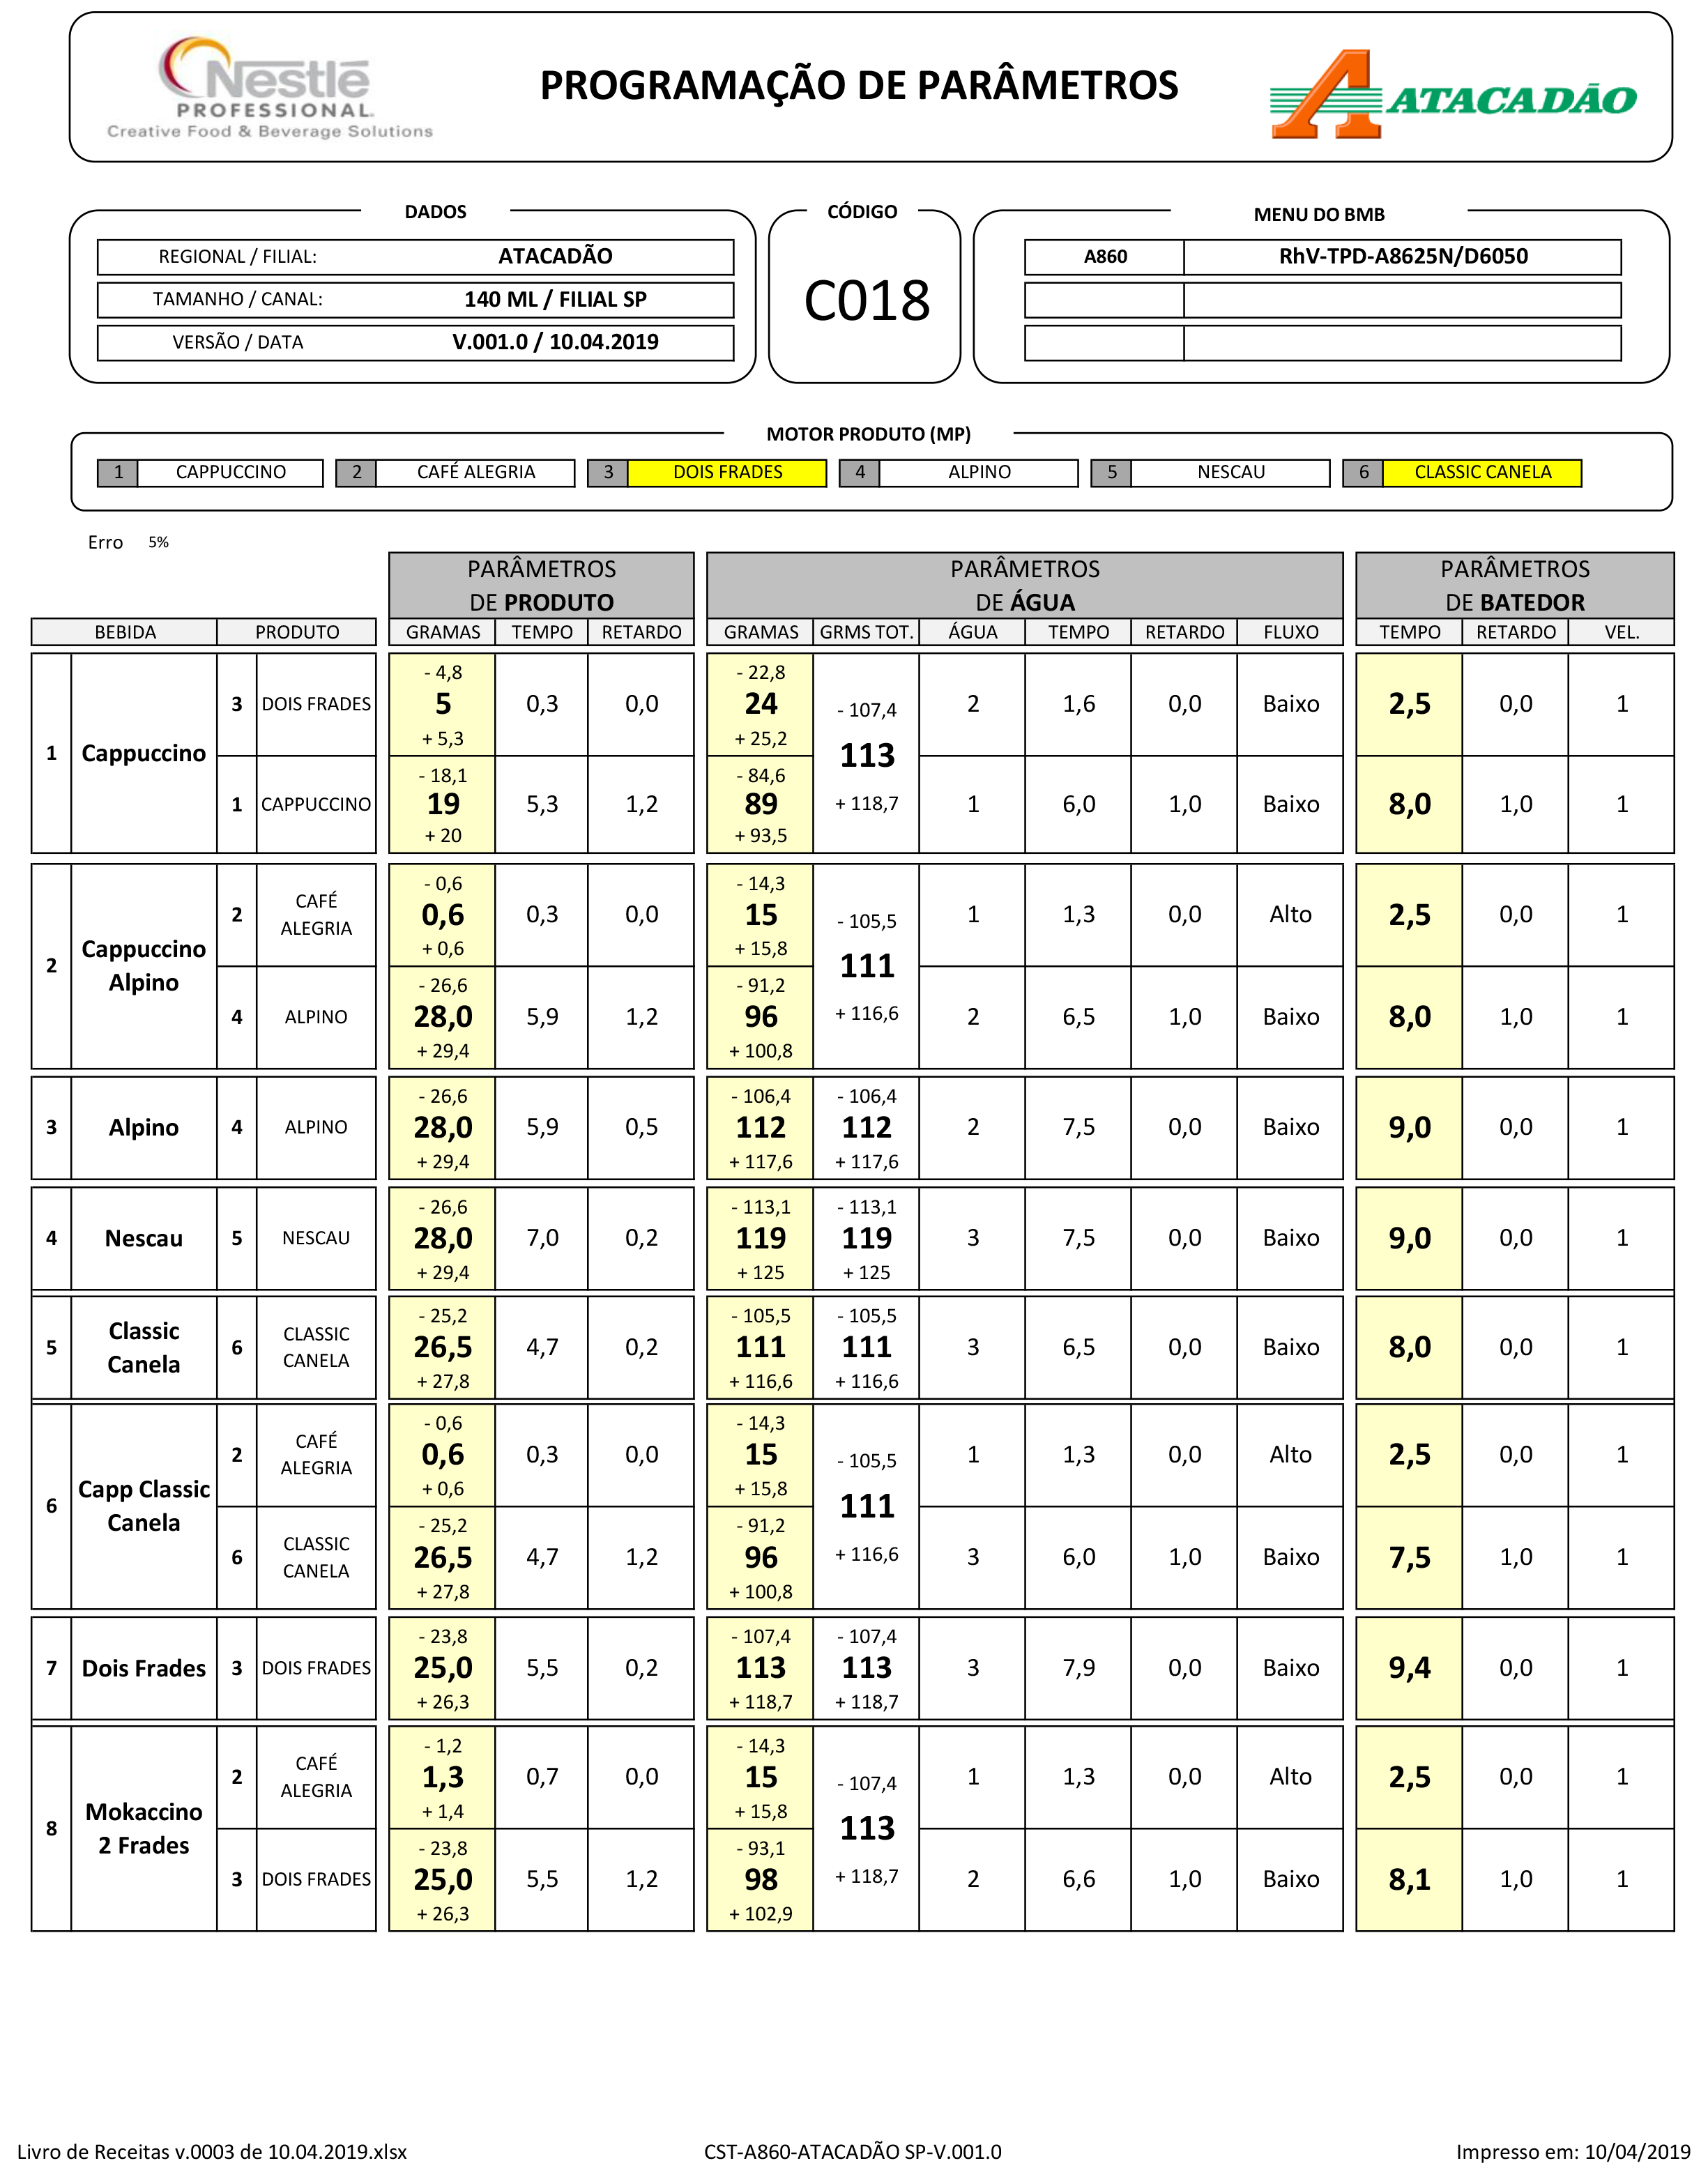 Nestlé
PROFESSIONAL.
Creative Food & Beverage Solutions
PROGRAMAÇÃO DE PARÂMETROS
ATACADÃO
DADOS
REGIONAL / FILIAL: ATACADÃO
TAMANHO / CANAL: 140 ML / FILIAL SP
VERSÃO / DATA V.001.0 / 10.04.2019
CÓDIGO
C018
MENU DO BMB
A860 RhV-TPD-A8625N/D6050
MOTOR PRODUTO (MP)
1 CAPPUCCINO 2 CAFÉ ALEGRIA 3 DOIS FRADES 4 ALPINO 5 NESCAU 6 CLASSIC CANELA
Erro 5%
PARÂMETROS
DE PRODUTO
PARÂMETROS
DE ÁGUA
PARÂMETROS
DE BATEDOR
BEBIDA PRODUTO GRAMAS TEMPO RETARDO GRAMAS GRMS TOT. ÁGUA TEMPO RETARDO FLUXO TEMPO RETARDO VEL.
1 Cappuccino
- 4,8 - 22,8
3 DOIS FRADES 5 0,3 0,0 24 2 1,6 0,0 Baixo 2,5 0,0 1
+ 5,3 + 25,2
- 107,4
113
+ 118,7
- 18,1 - 84,6
1 CAPPUCCINO 19 5,3 1,2 89 1 6,0 1,0 Baixo 8,0 1,0 1
+ 20 + 93,5
2 Cappuccino
Alpino
- 0,6 - 14,3
2 CAFÉ ALEGRIA 0,6 0,3 0,0 15 1 1,3 0,0 Alto 2,5 0,0 1
+ 0,6 + 15,8
- 105,5
111
+ 116,6
- 26,6 - 91,2
4 ALPINO 28,0 5,9 1,2 96 2 6,5 1,0 Baixo 8,0 1,0 1
+ 29,4 + 100,8
- 26,6 - 106,4 - 106,4
3 Alpino 4 ALPINO 28,0 5,9 0,5 112 112 2 7,5 0,0 Baixo 9,0 0,0 1
+ 29,4 + 117,6 + 117,6
- 26,6 - 113,1 - 113,1
4 Nescau 5 NESCAU 28,0 7,0 0,2 119 119 3 7,5 0,0 Baixo 9,0 0,0 1
+ 29,4 + 125 + 125
- 25,2 - 105,5 - 105,5
5 Classic Canela 6 CLASSIC CANELA 26,5 4,7 0,2 111 111 3 6,5 0,0 Baixo 8,0 0,0 1
+ 27,8 + 116,6 + 116,6
6 Capp Classic
Canela
- 0,6 - 14,3
2 CAFÉ ALEGRIA 0,6 0,3 0,0 15 1 1,3 0,0 Alto 2,5 0,0 1
+ 0,6 + 15,8
- 105,5
111
+ 116,6
- 25,2 - 91,2
6 CLASSIC CANELA 26,5 4,7 1,2 96 3 6,0 1,0 Baixo 7,5 1,0 1
+ 27,8 + 100,8
- 23,8 - 107,4 - 107,4
7 Dois Frades 3 DOIS FRADES 25,0 5,5 0,2 113 113 3 7,9 0,0 Baixo 9,4 0,0 1
+ 26,3 + 118,7 + 118,7
8 Mokaccino
2 Frades
- 1,2 - 14,3
2 CAFÉ ALEGRIA 1,3 0,7 0,0 15 1 1,3 0,0 Alto 2,5 0,0 1
+ 1,4 + 15,8
- 107,4
113
+ 118,7
- 23,8 - 93,1
3 DOIS FRADES 25,0 5,5 1,2 98 2 6,6 1,0 Baixo 8,1 1,0 1
+ 26,3 + 102,9
Livro de Receitas v.0003 de 10.04.2019.xlsx CST-A860-ATACADÃO SP-V.001.0 Impresso em: 10/04/2019